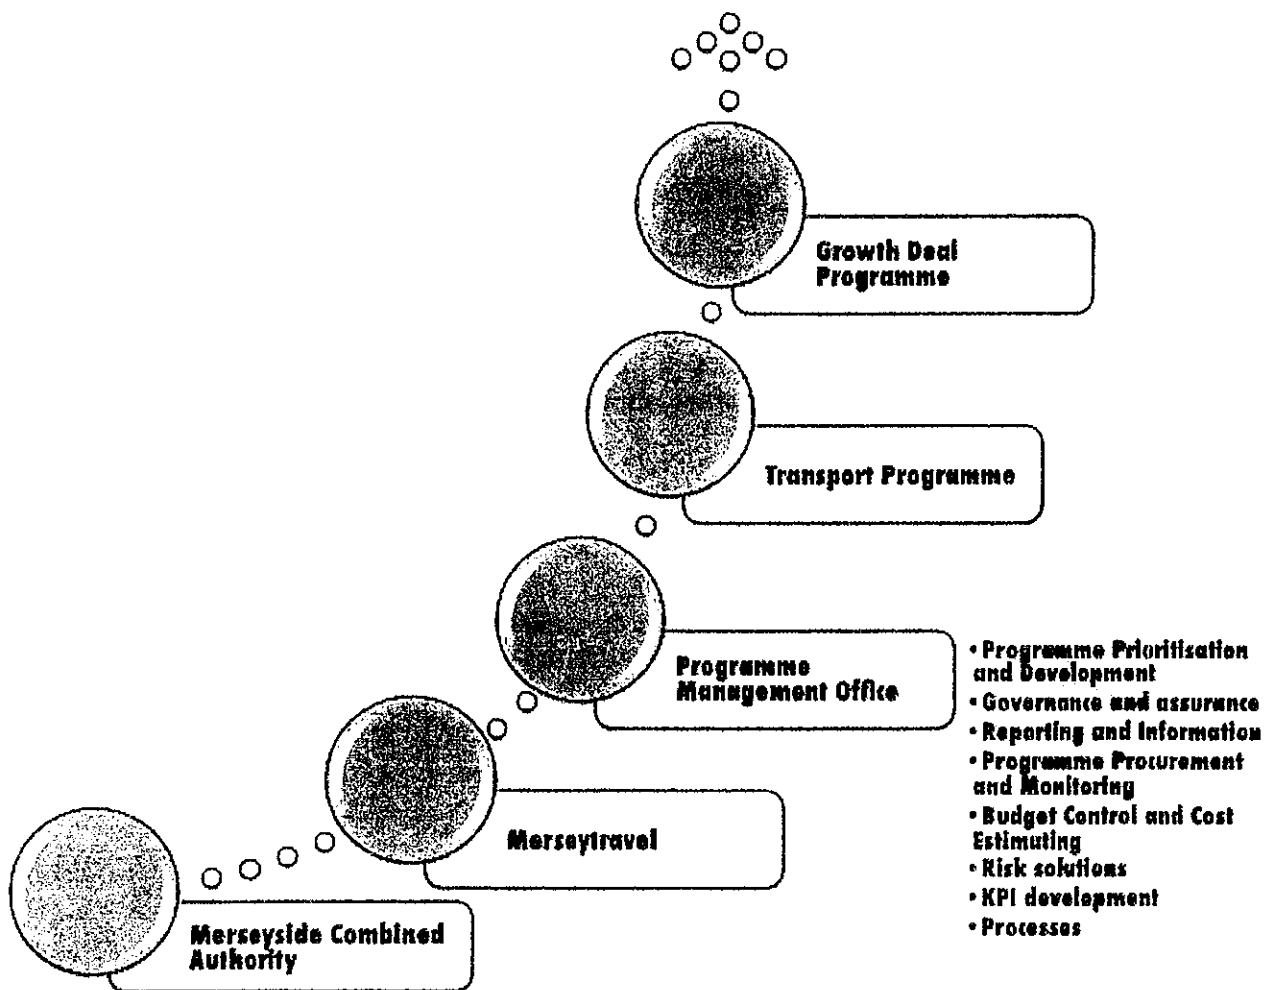 Growth Deal
Programme
Transport Programme
Programme
Management Office
• Programme Prioritisation
and Development
• Governance and assurance
• Reporting and Information
• Programme Procurement
and Monitoring
• Budget Control and Cost
Estimating
• Risk solutions
• KPI development
• Processes
Merseytravel
Merseyside Combined
Authority